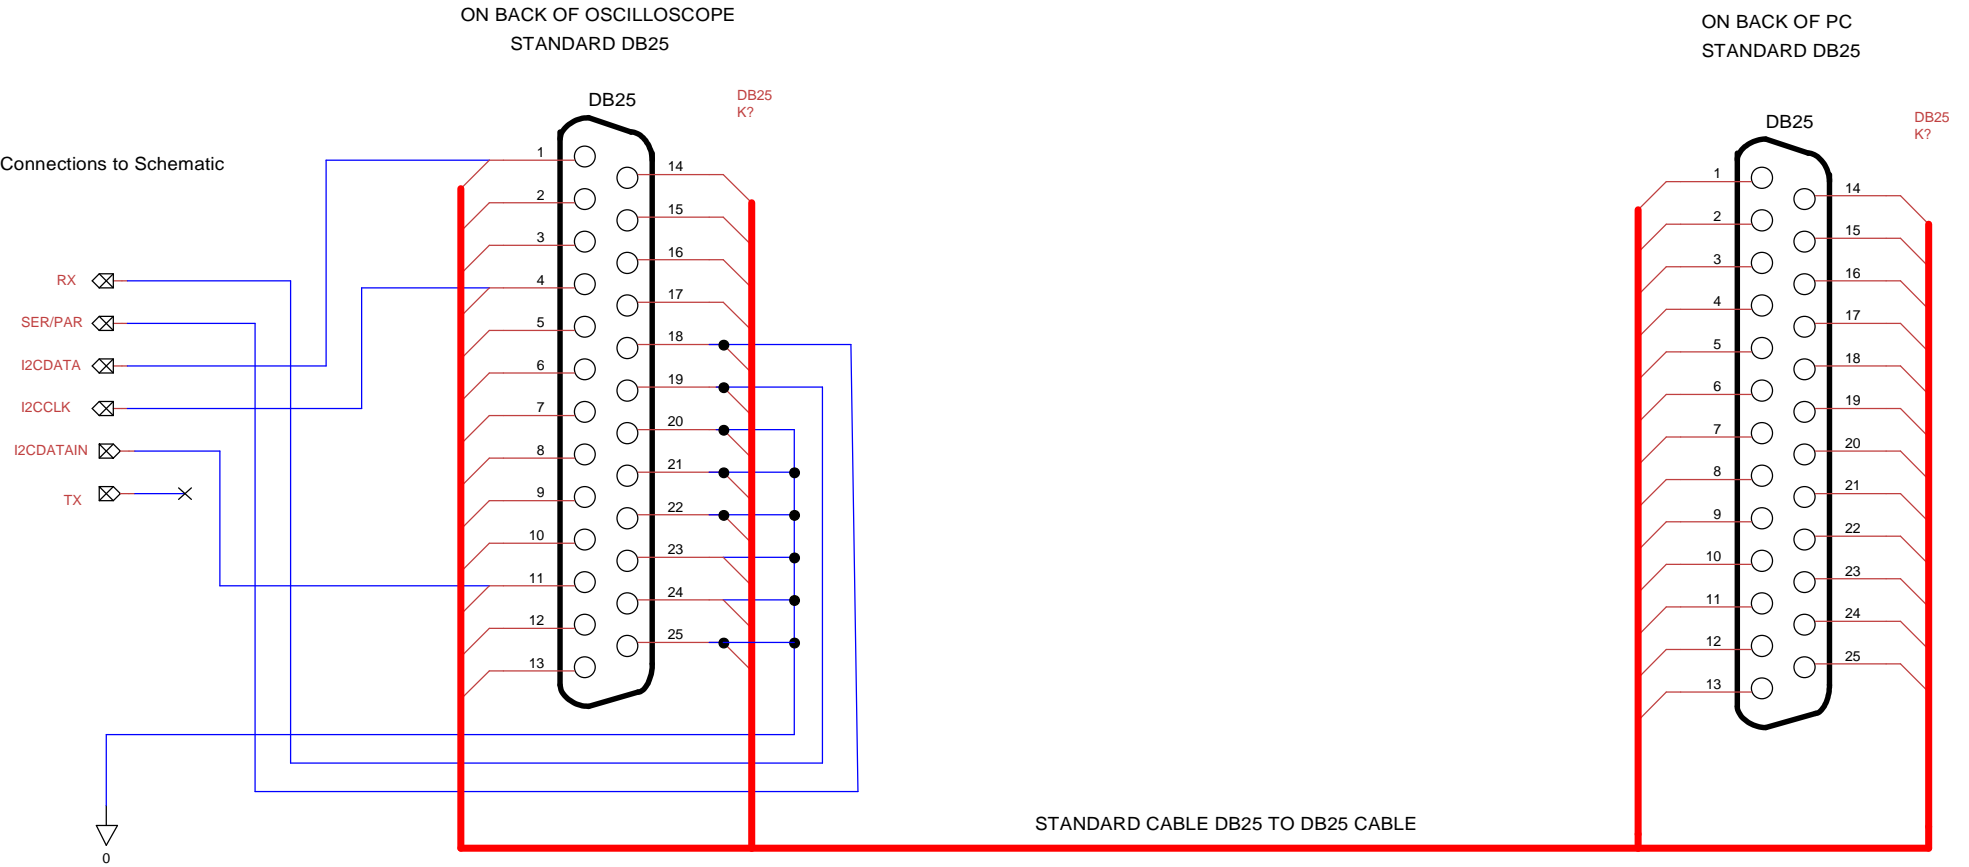 ON BACK OF OSCILLOSCOPE
STANDARD DB25
ON BACK OF PC
STANDARD DB25
DB25
DB25
K?
DB25
DB25
K?
Connections to Schematic
RX
SER/PAR
I2CDATA
I2CCLK
I2CDATAIN
TX
0
1
2
3
4
5
6
7
8
9
10
11
12
13
14
15
16
17
18
19
20
21
22
23
24
25
1
2
3
4
5
6
7
8
9
10
11
12
13
14
15
16
17
18
19
20
21
22
23
24
25
STANDARD CABLE DB25 TO DB25 CABLE